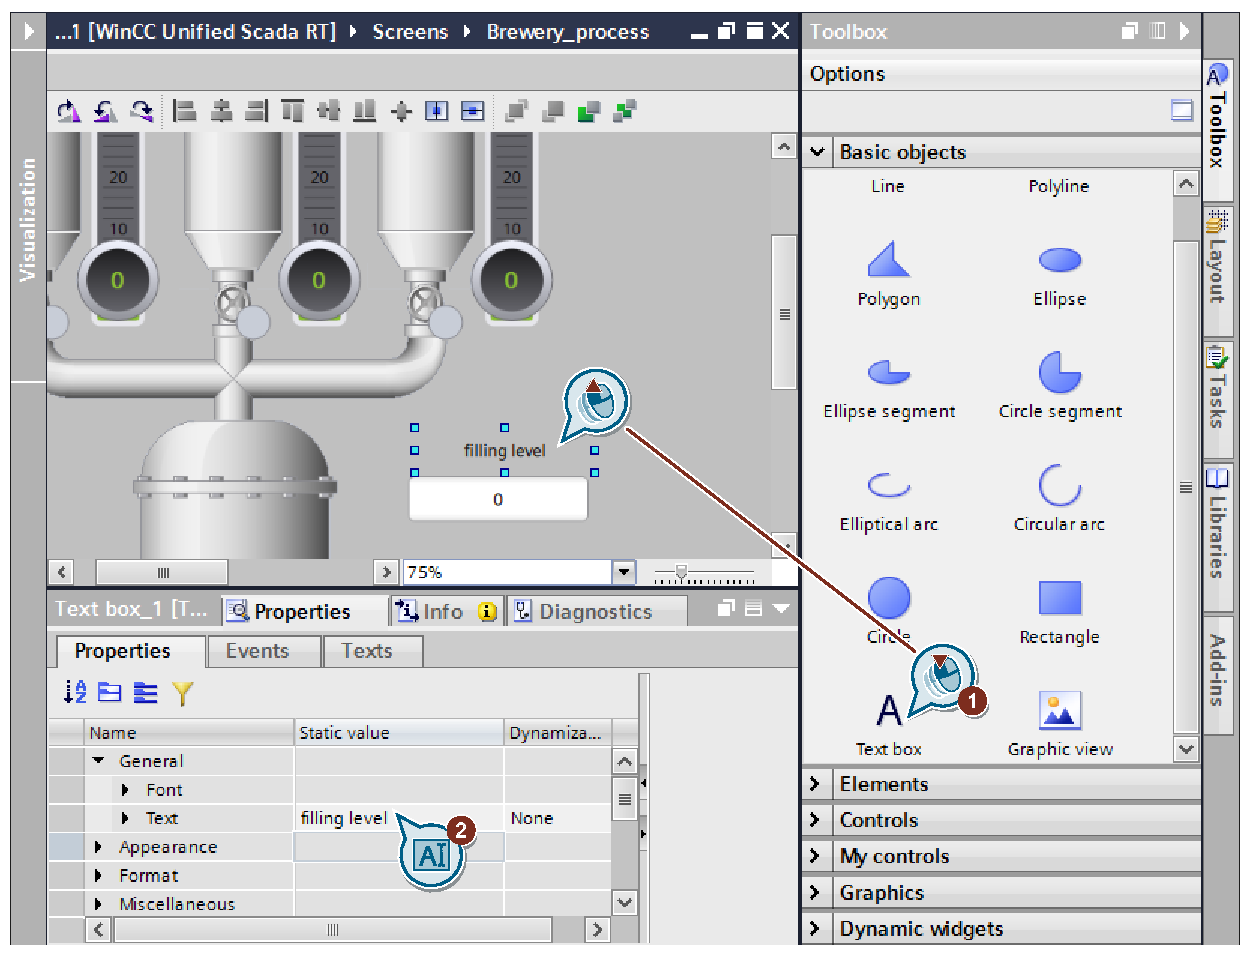 ...1 [WinCC Unified Scada RT] Screens Brewery_process
Visualization
20 20 20
10 10 10
0 0 0
filling level
0
75%
Text box_1 [T... Properties Info Diagnostics
Properties Events Texts
Name Static value Dynamiza...
General
Font
Text filling level None
Appearance
AI 2
Format
Miscellaneous
Toolbox
Options
Basic objects
Line Polyline
Polygon Ellipse
Ellipse segment Circle segment
Elliptical arc Circular arc
Circle Rectangle
1
A
Text box Graphic view
Elements
Controls
My controls
Graphics
Dynamic widgets
Toolbox
Layout
Tasks
Libraries
Add-ins